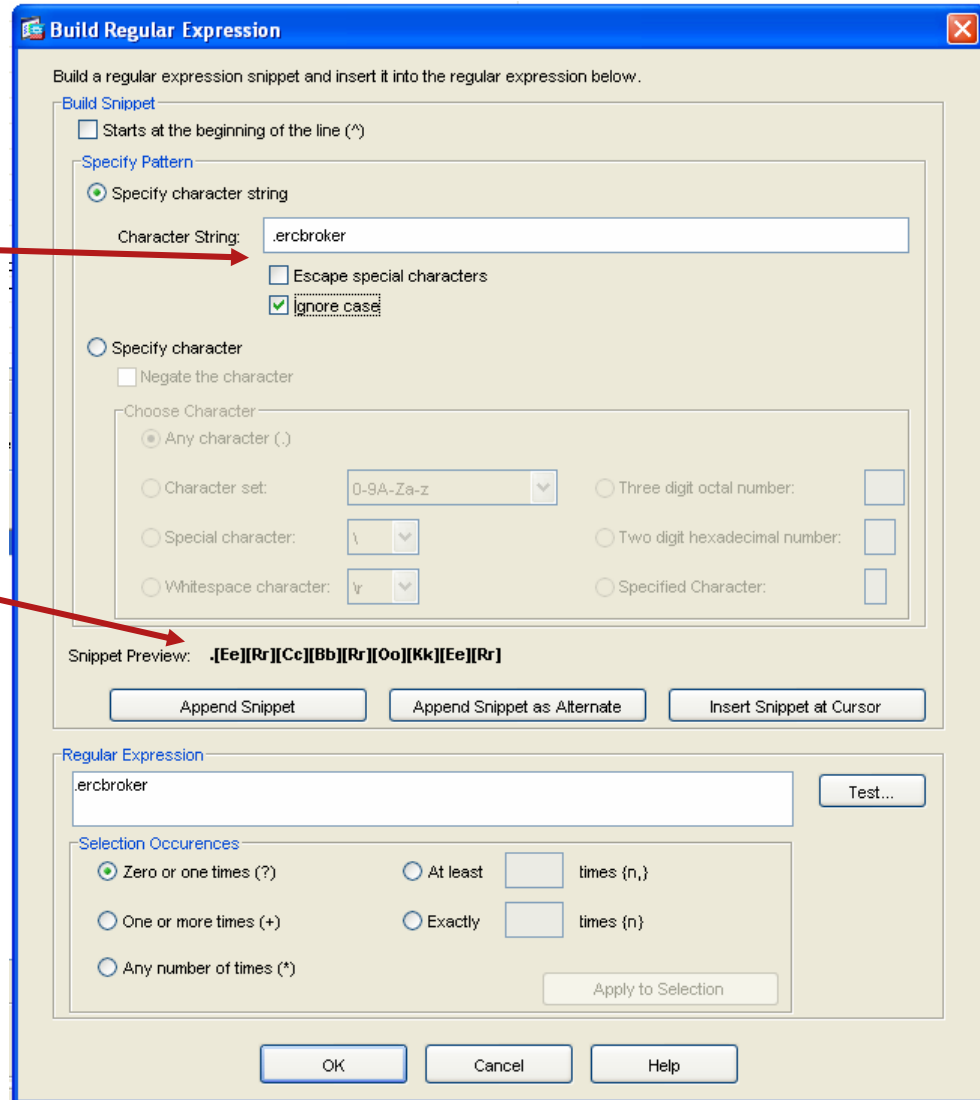 Build Regular Expression
Build a regular expression snippet and insert it into the regular expression below.
Build Snippet
Starts at the beginning of the line (^)
Specify Pattern
Specify character string
Character String: .ercbroker
Escape special characters
Ignore case
Specify character
Negate the character
Choose Character
Any character (.)
Character set: 0-9A-Za-z Three digit octal number:
Special character: \ Two digit hexadecimal number:
Whitespace character: \r Specified Character:
Snippet Preview: .[Ee][Rr][Cc][Bb][Rr][Oo][Kk][Ee][Rr]
Append Snippet Append Snippet as Alternate Insert Snippet at Cursor
Regular Expression
.ercbroker Test...
Selection Occurences
Zero or one times (?) At least times {n,}
One or more times (+) Exactly times {n}
Any number of times (*)
Apply to Selection
OK Cancel Help